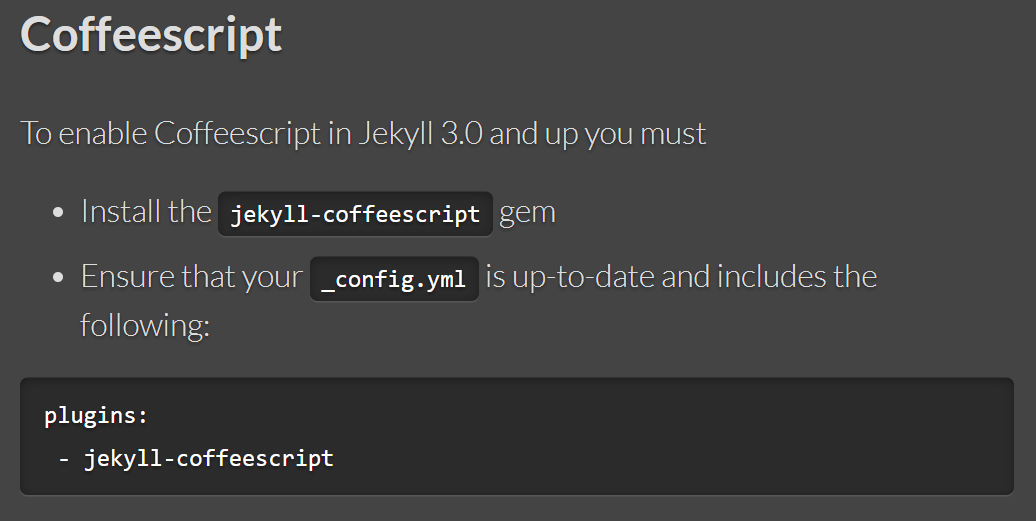 Coffeescript
To enable Coffeescript in Jekyll 3.0 and up you must
• Install the jekyll-coffeescript gem
• Ensure that your _config.yml is up-to-date and includes the
following:
plugins:
 - jekyll-coffeescript